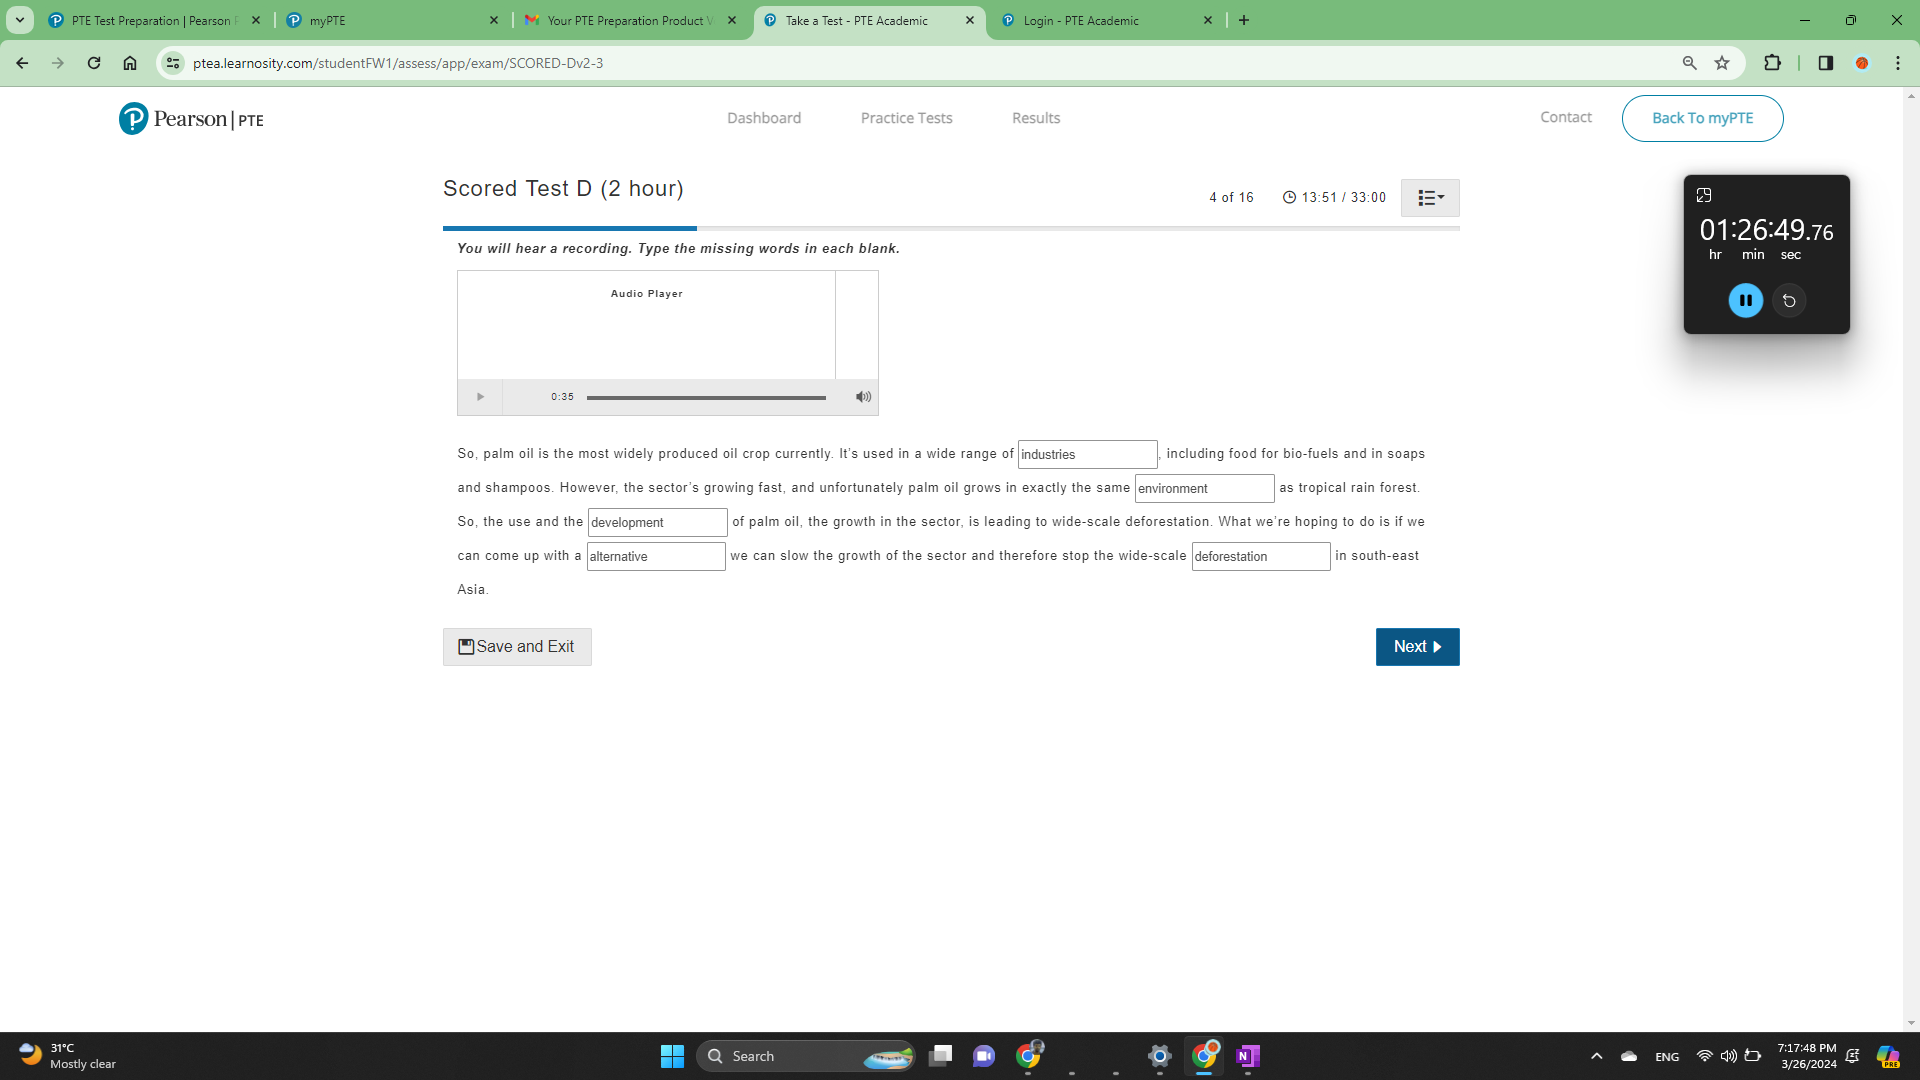 PTE Test Preparation | Pearson P
myPTE
Your PTE Preparation Product V
Take a Test - PTE Academic
Login - PTE Academic
ptea.learnosity.com/studentFW1/assess/app/exam/SCORED-Dv2-3
Pearson | PTE
Dashboard
Practice Tests
Results
Contact
Back To myPTE
Scored Test D (2 hour)
4 of 16
13:51 / 33:00
01:26:49.76
hr min sec
You will hear a recording. Type the missing words in each blank.
Audio Player
0:35
So, palm oil is the most widely produced oil crop currently. It's used in a wide range of industries , including food for bio-fuels and in soaps
and shampoos. However, the sector's growing fast, and unfortunately palm oil grows in exactly the same environment as tropical rain forest.
So, the use and the development of palm oil, the growth in the sector, is leading to wide-scale deforestation. What we're hoping to do is if we
can come up with a alternative we can slow the growth of the sector and therefore stop the wide-scale deforestation in south-east
Asia.
Save and Exit
Next
31°C
Mostly clear
Search
ENG
7:17:48 PM
3/26/2024
PRE